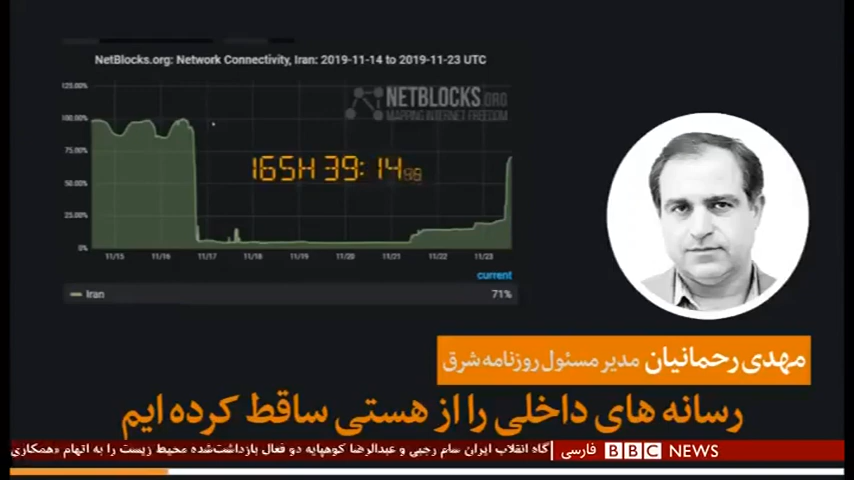 NetBlocks.org: Network Connectivity, Iran: 2019-11-14 to 2019-11-23 UTC
125.00%
100.00%
75.00%
50.00%
25.00%
0%
NETBLOCKS.ORG
MAPPING INTERNET FREEDOM
165H 39:14
11/15 11/16 11/17 11/18 11/19 11/20 11/21 11/22 11/23
current
Iran 71%
مهدی رحمانیان مدیر مسئول روزنامه شرق
رسانه های داخلی را از هستی ساقط کرده ایم
BBC NEWS فارسی
گاه انقلاب ایران سام رجبی و عبدالرضا کوهپایه دو فعال بازداشت‌شده محیط زیست را به اتهام «همکاری